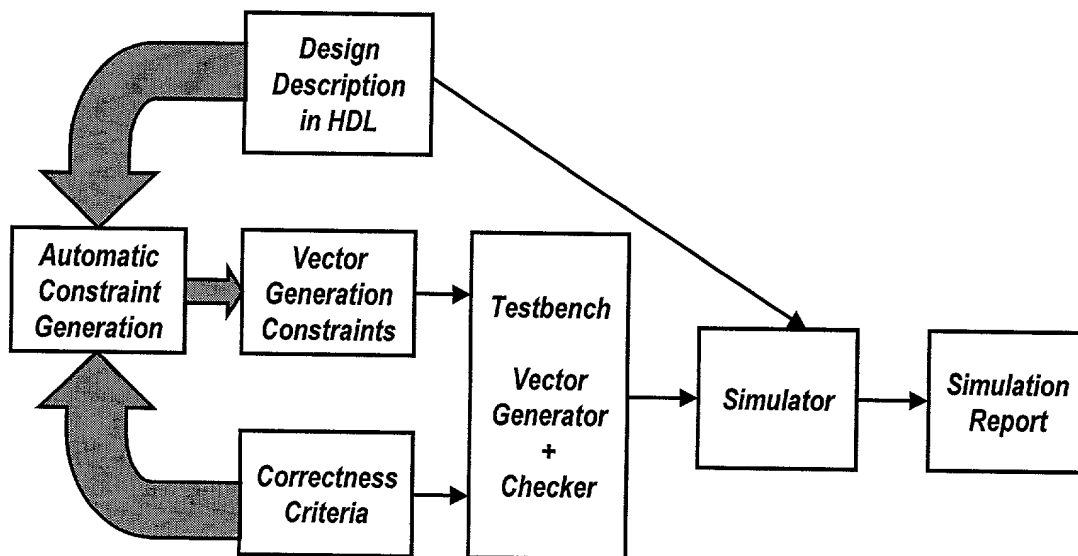 Design
Description
in HDL
Automatic
Constraint
Generation
Vector
Generation
Constraints
Testbench
Vector
Generator
+
Checker
Simulator
Simulation
Report
Correctness
Criteria